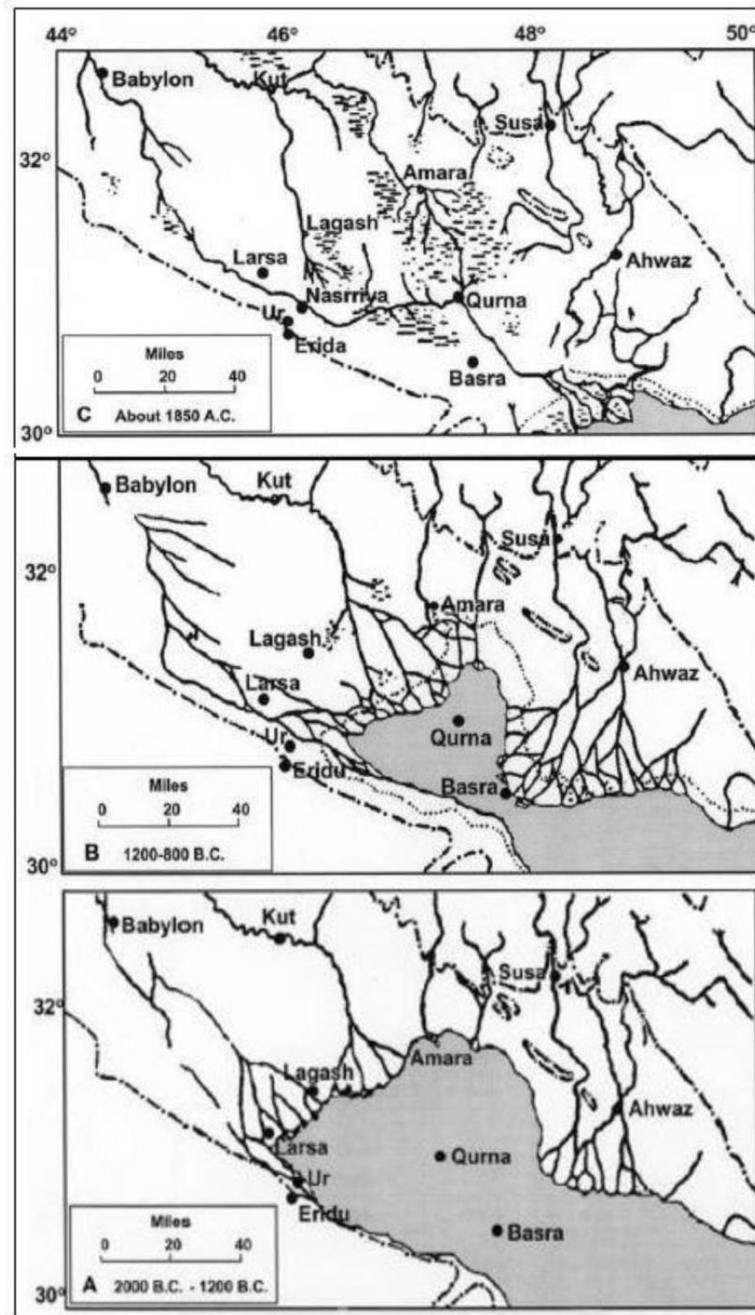 44° 46° 48° 50°
Babylon
Kut
Susa
32°
Amara
Lagash
Larsa
Ahwaz
Nasrriya
Qurna
Ur
Erida
Miles
0 20 40
Basra
C About 1850 A.C.
30°
Babylon
Kut
Susa
32°
Amara
Lagash
Ahwaz
Larsa
Ur
Qurna
Eridu
Miles
Basra
0 20 40
B 1200-800 B.C.
30°
Babylon
Kut
Susa
32°
Lagash
Amara
Ahwaz
Larsa
Qurna
Ur
Eridu
Miles
Basra
0 20 40
A 2000 B.C. - 1200 B.C.
30°